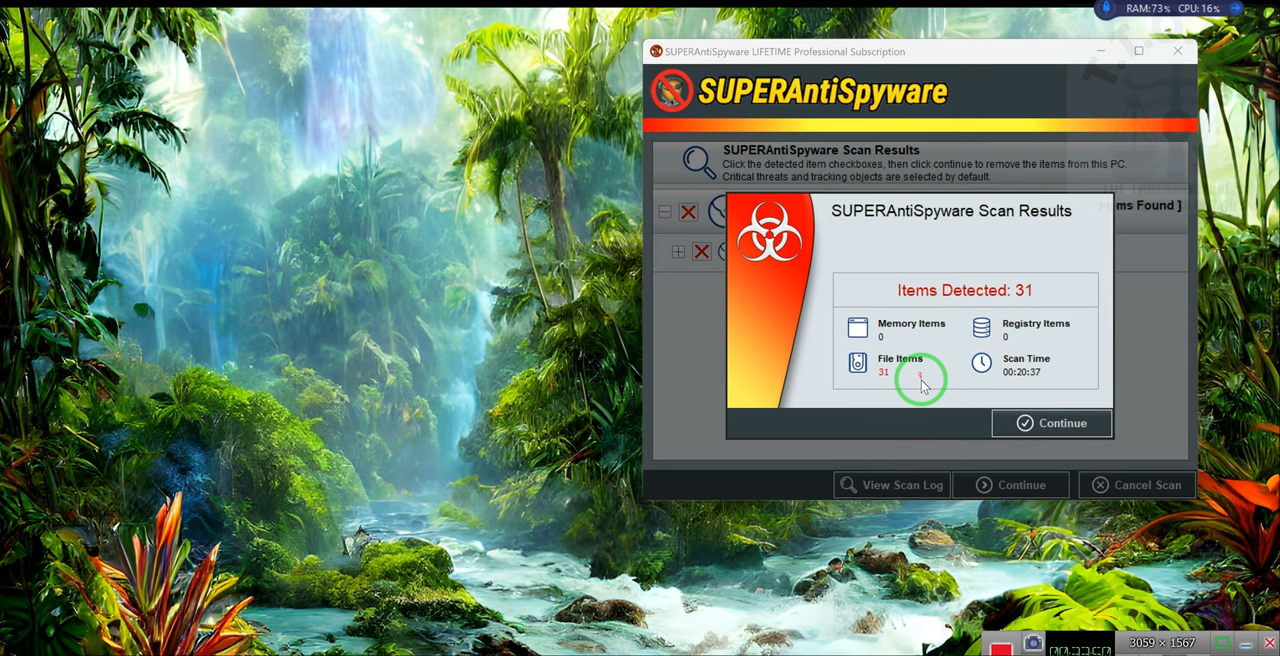 RAM:73% CPU: 16%
SUPERAntiSpyware LIFETIME Professional Subscription
SUPERAntiSpyware
SUPERAntiSpyware Scan Results
Click the detected item checkboxes, then click continue to remove the items from this PC.
Critical threats and tracking objects are selected by default.
SUPERAntiSpyware Scan Results
ms Found ]
Items Detected: 31
Memory Items
0
Registry Items
0
File Items
31
Scan Time
00:20:37
Continue
View Scan Log
Continue
Cancel Scan
00:33:50
3059 × 1567